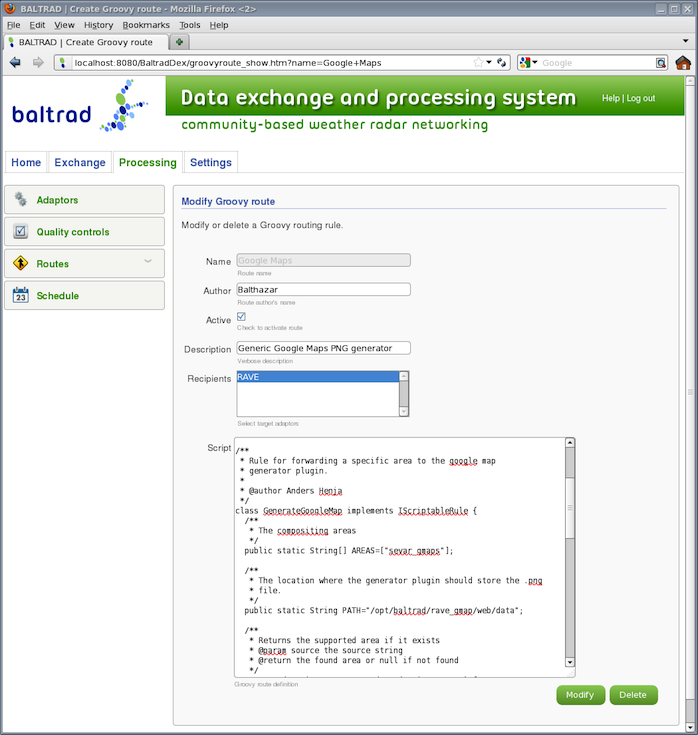 BALTRAD | Create Groovy route - Mozilla Firefox <2>
File Edit View History Bookmarks Tools Help
BALTRAD | Create Groovy route
localhost:8080/BaltradDex/groovyroute_show.htm?name=Google+Maps
Google
baltrad
Data exchange and processing system
Help | Log out
community-based weather radar networking
Home Exchange Processing Settings
Adaptors
Quality controls
Routes
23 Schedule
Modify Groovy route
Modify or delete a Groovy routing rule.
Name Google Maps
Route name
Author Balthazar
Route author's name
Active
Check to activate route
Description Generic Google Maps PNG generator
Verbose description
Recipients RAVE
Select target adaptors
Script
/**
* Rule for forwarding a specific area to the google map
* generator plugin.
*
* @author Anders Henja
*/
class GenerateGoogleMap implements IScriptableRule {
/**
* The compositing areas
*/
public static String[] AREAS=["sevar_gmaps"];
/**
* The location where the generator plugin should store the .png
* file.
*/
public static String PATH="/opt/baltrad/rave_gmap/web/data";
/**
* Returns the supported area if it exists
* @param source the source string
* @return the found area or null if not found
*/
Groovy route definition
Modify Delete